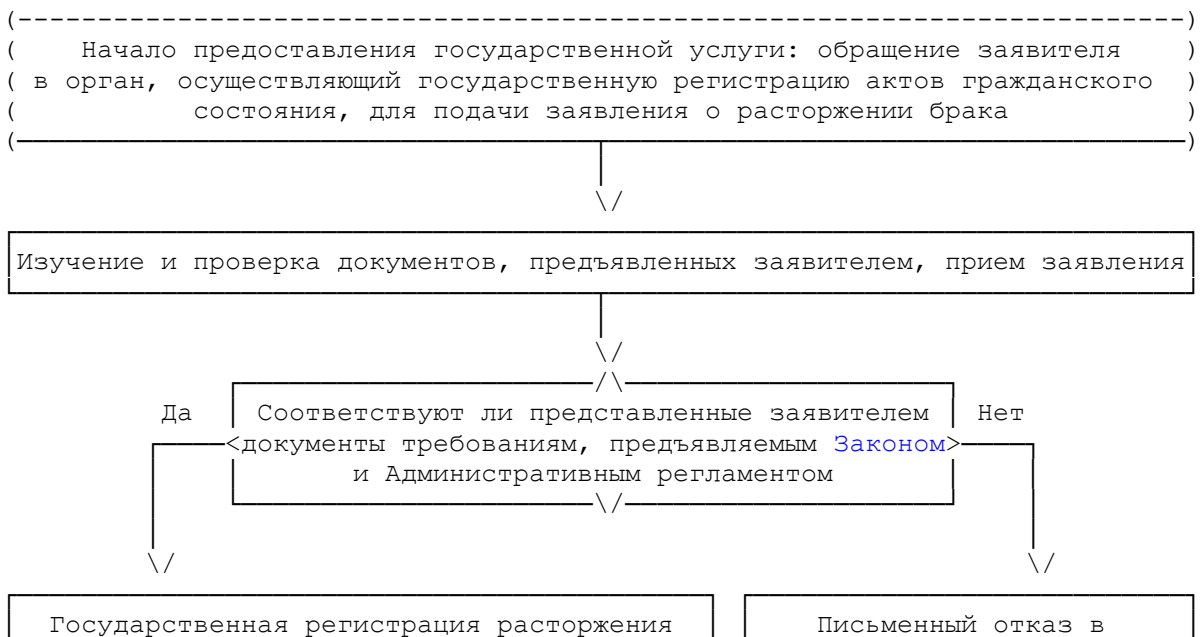 Начало предоставления государственной услуги: обращение заявителя
в орган, осуществляющий государственную регистрацию актов гражданского
состояния, для подачи заявления о расторжении брака
Изучение и проверка документов, предъявленных заявителем, прием заявления
Да
Соответствуют ли представленные заявителем
Нет
документы требованиям, предъявляемым Законом
и Административным регламентом
Государственная регистрация расторжения
Письменный отказ в